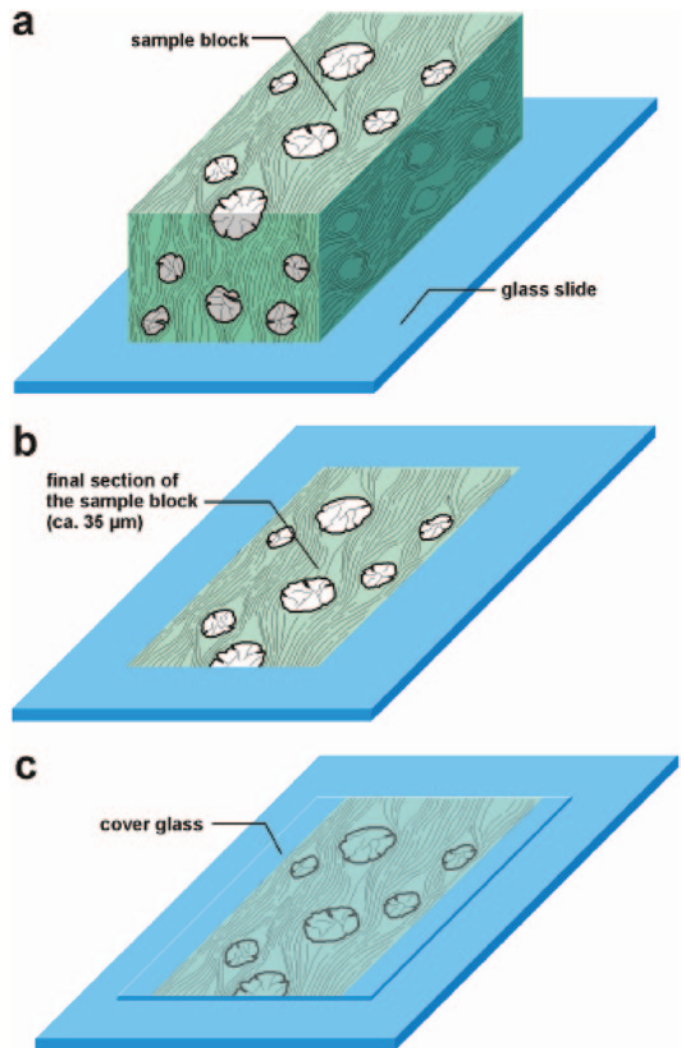 a
sample block
glass slide
b
final section of
the sample block
(ca. 35 µm)
c
cover glass